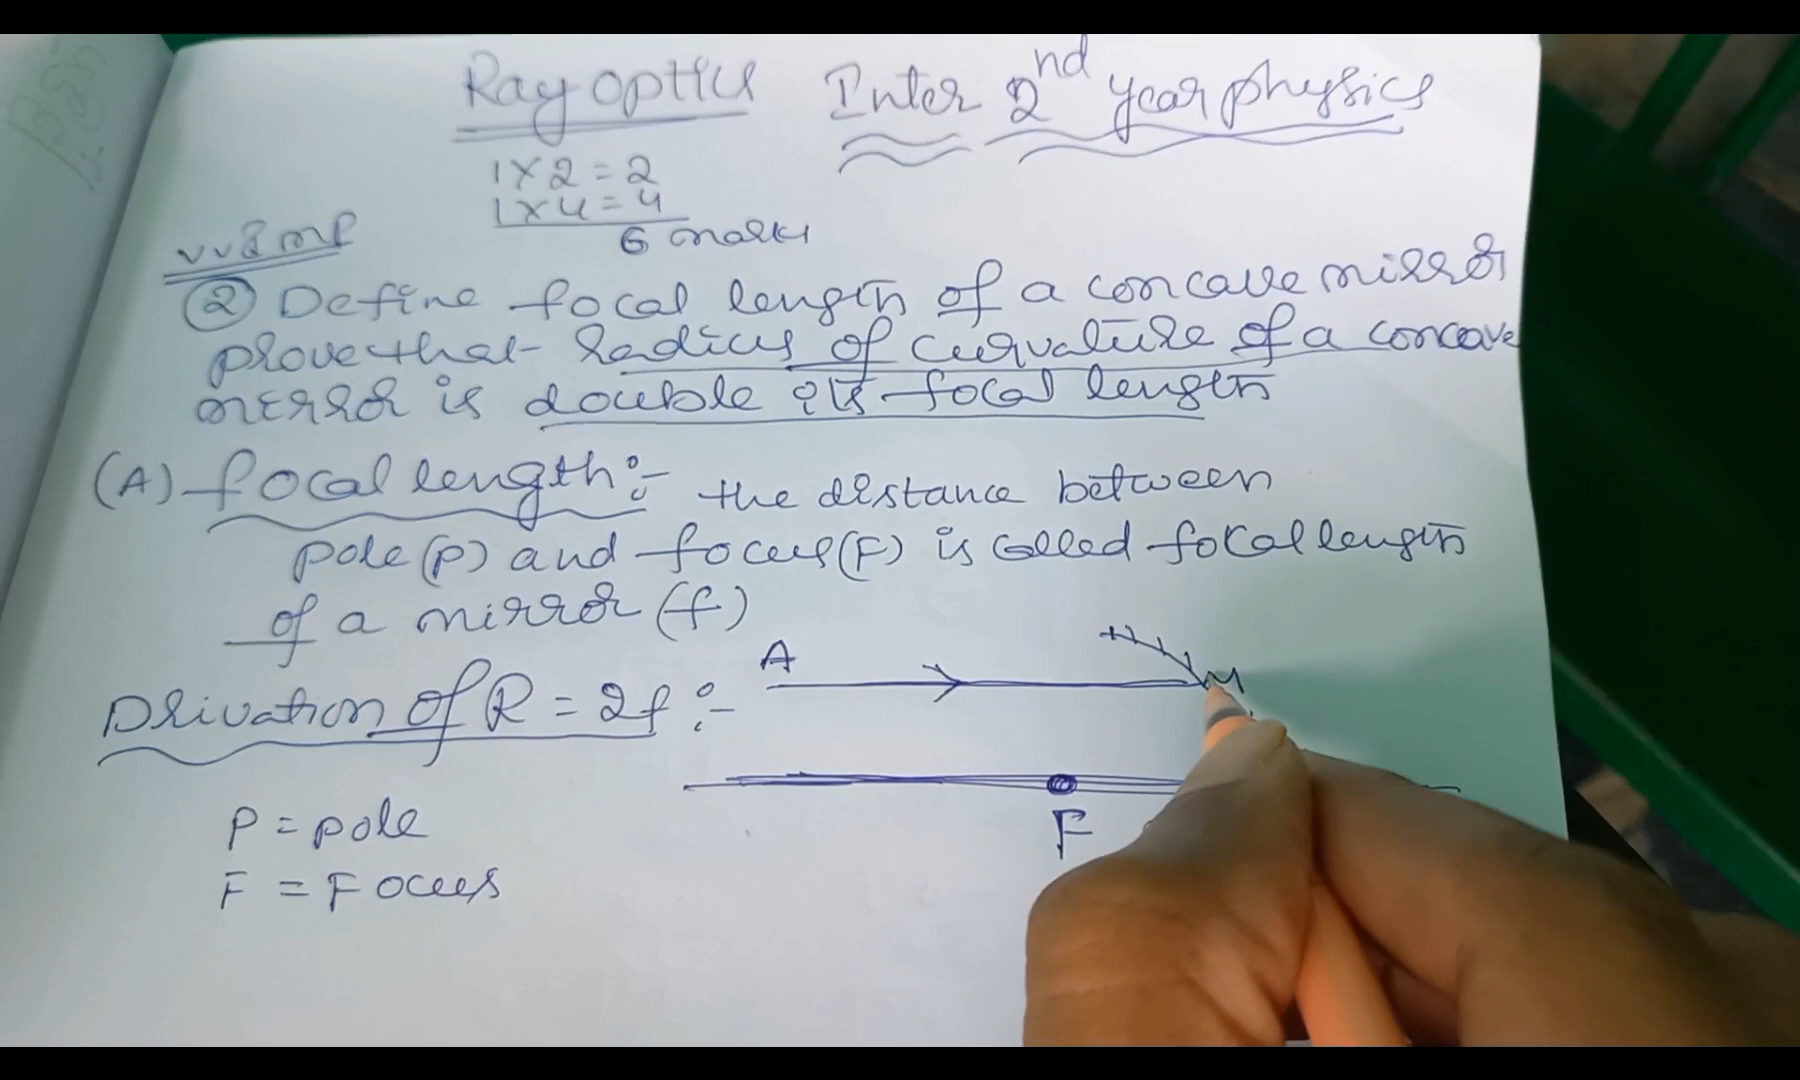 Ray optics Inter 2nd year physics
1 X 2 = 2
1 X 4 = 4
6 marks
vv Imp
② Define focal length of a concave mirror
prove that radius of curvature of a concave
mirror is double its focal length
(A) focal length :- the distance between
pole (p) and focus (F) is called focal length
of a mirror (f)
Drivation of R = 2f :-
A
M
P = pole
F = Focus
F